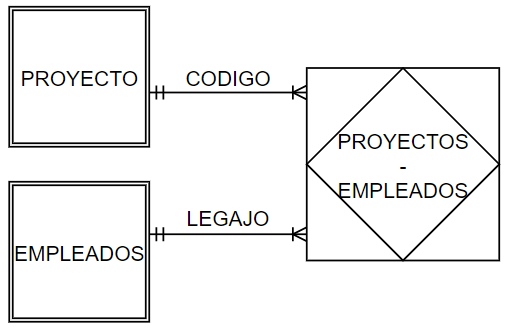 PROYECTO
CODIGO
PROYECTOS
-
EMPLEADOS
LEGAJO
EMPLEADOS